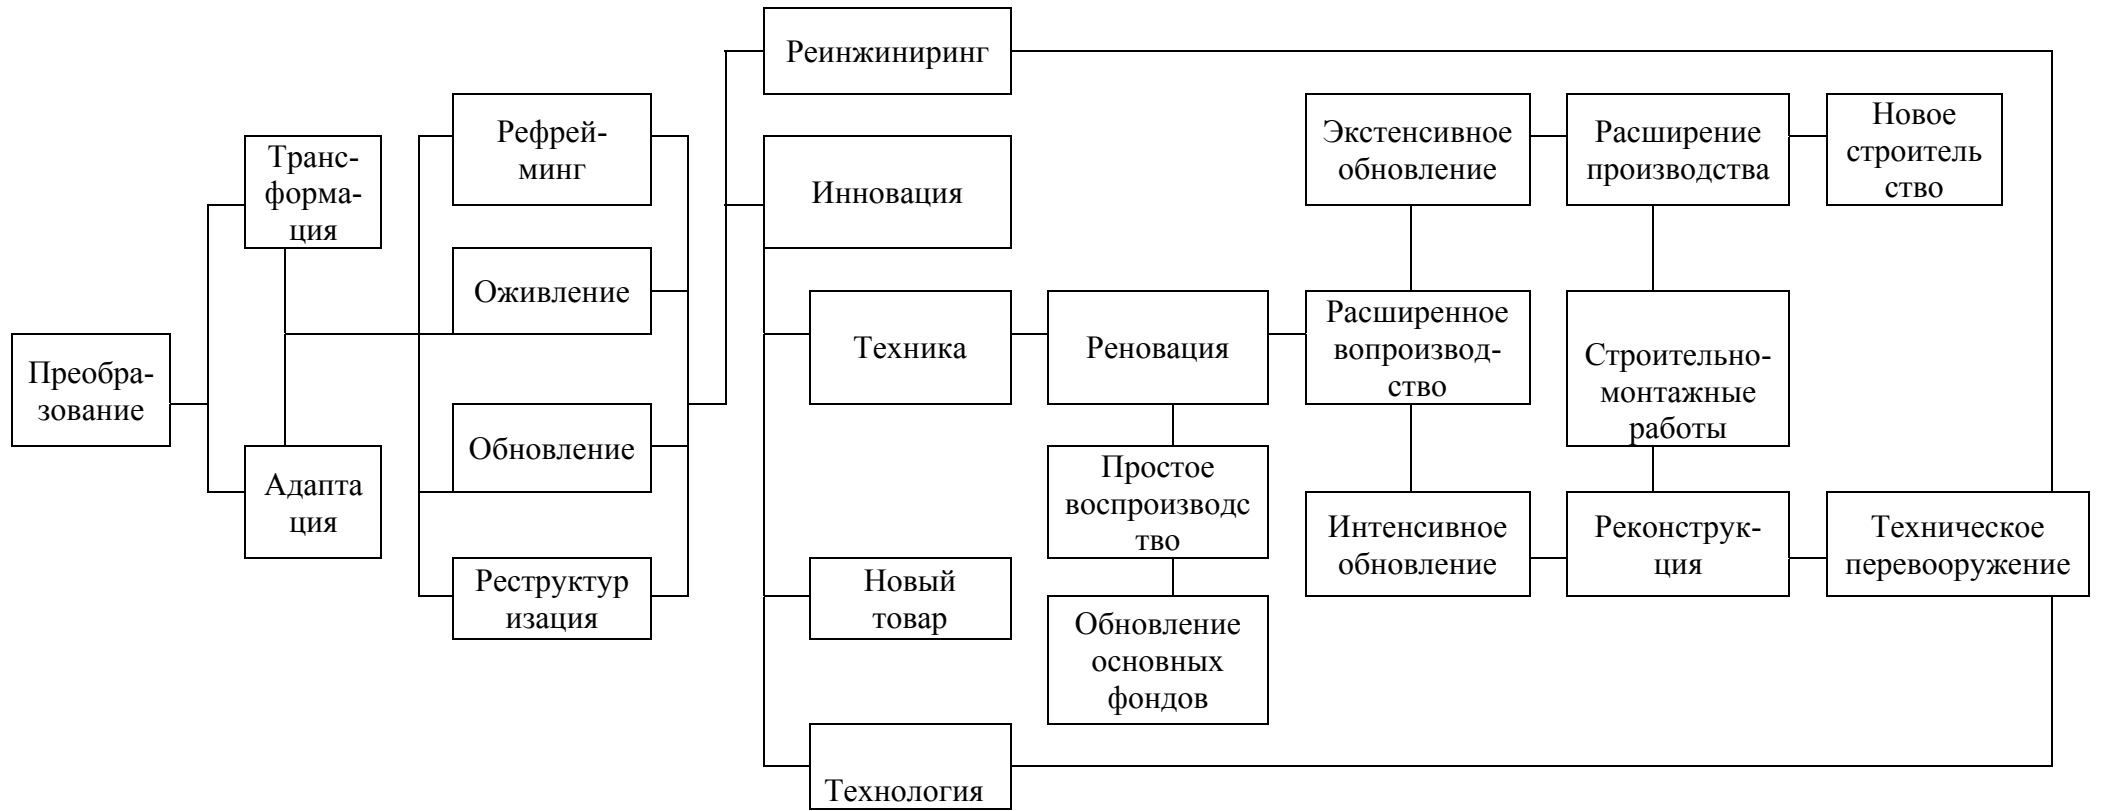 Преобра-
зование
Транс-
форма-
ция
Адапта
ция
Рефрей-
минг
Оживление
Обновление
Реструктур
изация
Реинжиниринг
Инновация
Техника
Новый
товар
Технология
Реновация
Простое
воспроизводс
тво
Обновление
основных
фондов
Экстенсивное
обновление
Расширенное
вопроизвод-
ство
Интенсивное
обновление
Расширение
производства
Строительно-
монтажные
работы
Реконструк-
ция
Новое
строитель
ство
Техническое
перевооружение